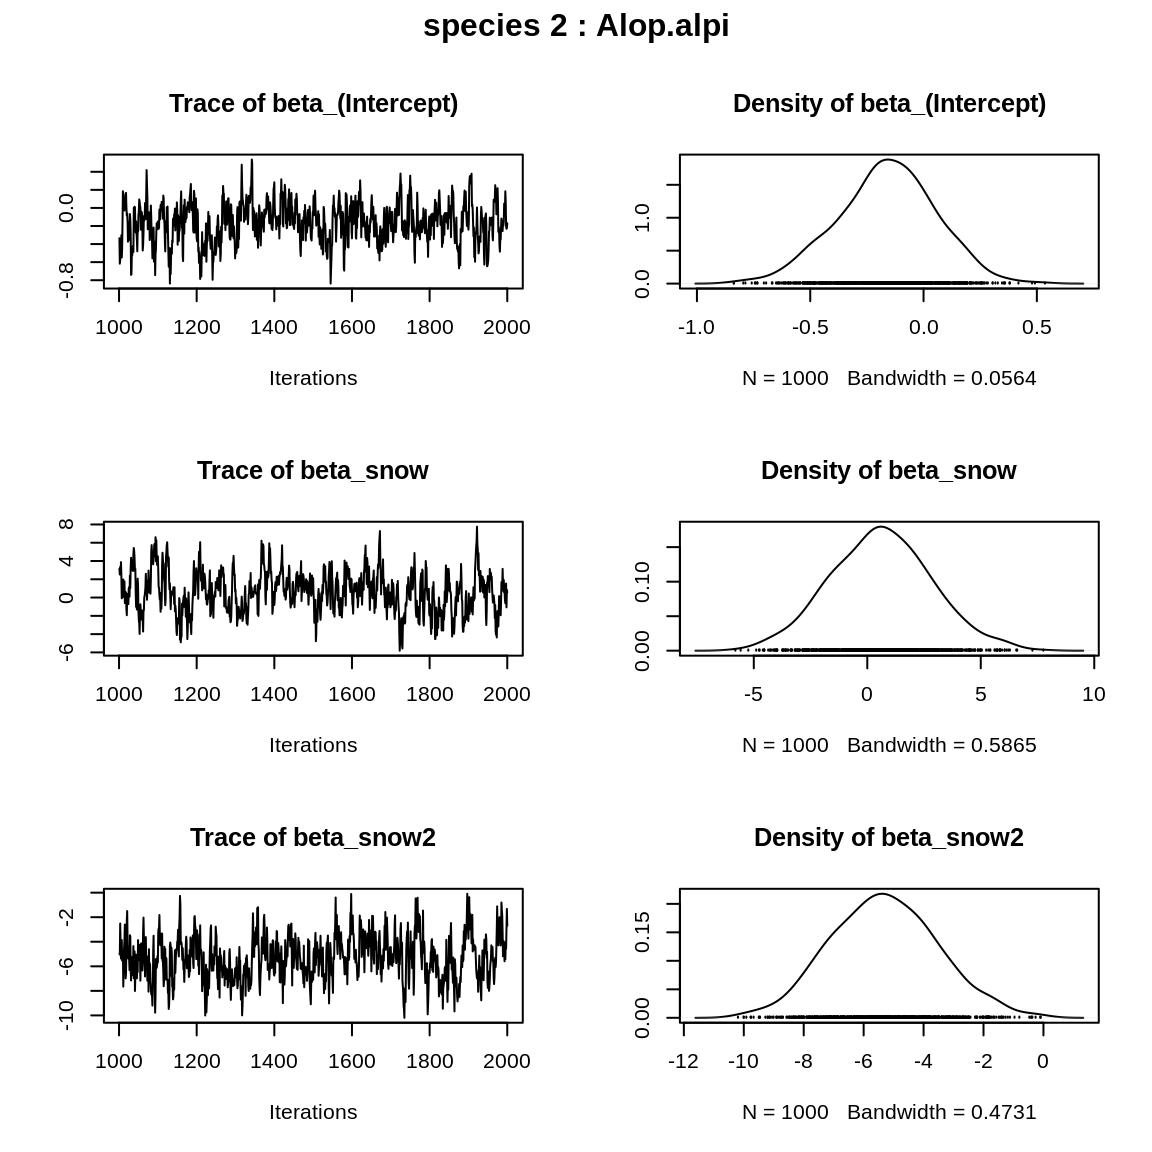 species 2 : Alop.alpi
Trace of beta_(Intercept)
0.0
-0.8
1000 1200 1400 1600 1800 2000
Iterations
Density of beta_(Intercept)
1.0
0.0
-1.0 -0.5 0.0 0.5
N = 1000 Bandwidth = 0.0564
Trace of beta_snow
8
4
0
-6
1000 1200 1400 1600 1800 2000
Iterations
Density of beta_snow
0.10
0.00
-5 0 5 10
N = 1000 Bandwidth = 0.5865
Trace of beta_snow2
-2
-6
-10
1000 1200 1400 1600 1800 2000
Iterations
Density of beta_snow2
0.15
0.00
-12 -10 -8 -6 -4 -2 0
N = 1000 Bandwidth = 0.4731